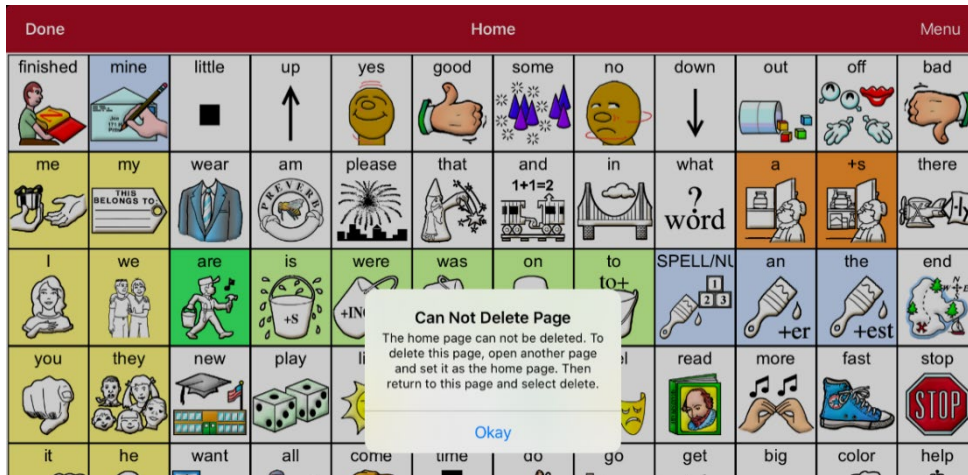 Done Home Menu
finished mine little up yes good some no down out off bad
me my wear am please that and in what a +s there
THIS BELONGS TO
PREVERB
1+1=2
? word
I we are is were was on to SPELL/NU an the end
+S +ING to+ 1 2 3 +er +est N E
Can Not Delete Page
The home page can not be deleted. To
delete this page, open another page
and set it as the home page. Then
return to this page and select delete.
Okay
you they new play read more fast stop
STOP
it he want all come time do go get big color help